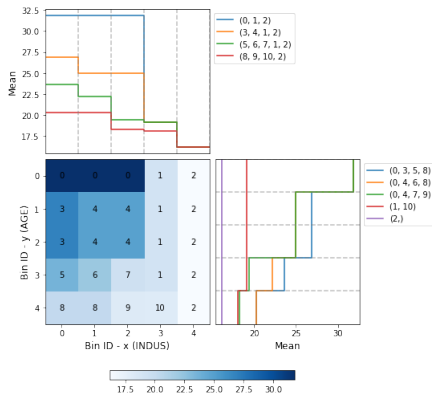 32.5
30.0
27.5
25.0
22.5
20.0
17.5
Mean
(0, 1, 2)
(3, 4, 1, 2)
(5, 6, 7, 1, 2)
(8, 9, 10, 2)
Bin ID - y (AGE)
0 0 0 0 1 2
1 3 4 4 1 2
2 3 4 4 1 2
3 5 6 7 1 2
4 8 8 9 10 2
0 1 2 3 4
Bin ID - x (INDUS)
20 25 30
Mean
(0, 3, 5, 8)
(0, 4, 6, 8)
(0, 4, 7, 9)
(1, 10)
(2,)
17.5 20.0 22.5 25.0 27.5 30.0